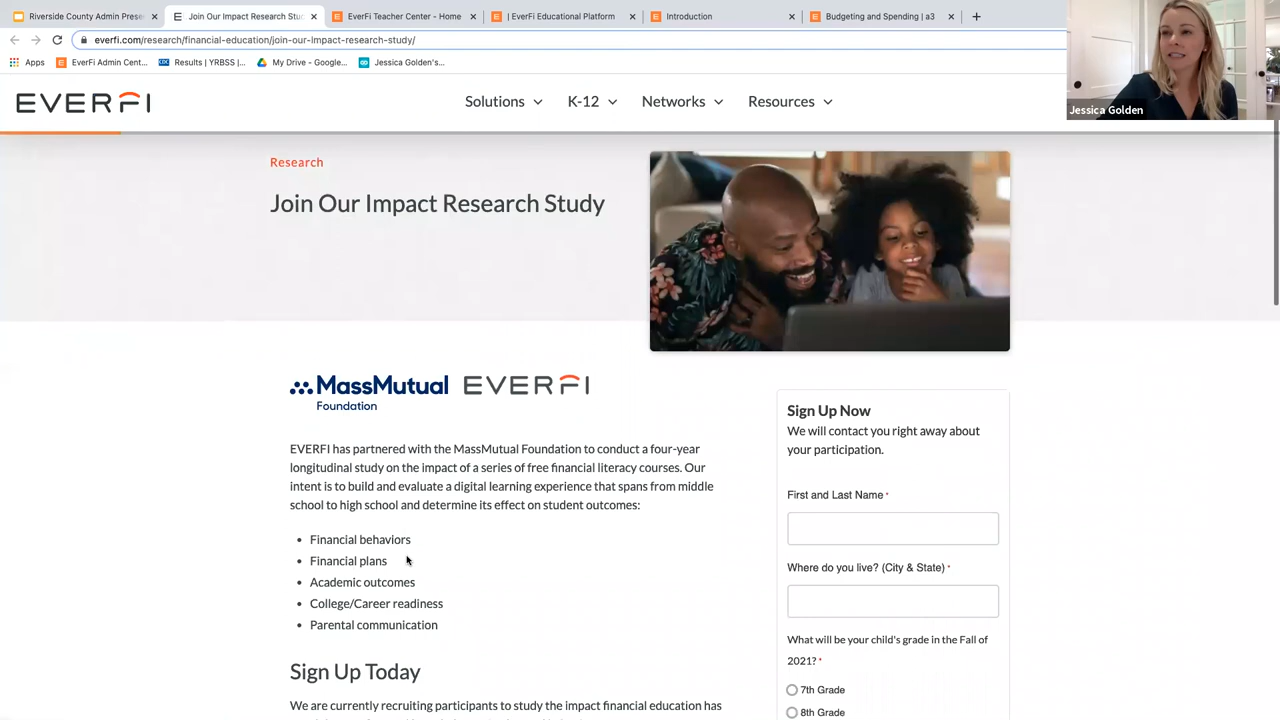 Riverside County Admin Prese
Join Our Impact Research Stud
EverFi Teacher Center - Home
| EverFi Educational Platform
Introduction
Budgeting and Spending | a3
everfi.com/research/financial-education/join-our-impact-research-study/
Apps
EverFi Admin Cent...
Results | YRBSS |...
My Drive - Google...
Jessica Golden's...
Jessica Golden
EVERFI
Solutions
K-12
Networks
Resources
Research
Join Our Impact Research Study
MassMutual
Foundation
EVERFI
EVERFI has partnered with the MassMutual Foundation to conduct a four-year
longitudinal study on the impact of a series of free financial literacy courses. Our
intent is to build and evaluate a digital learning experience that spans from middle
school to high school and determine its effect on student outcomes:
• Financial behaviors
• Financial plans
• Academic outcomes
• College/Career readiness
• Parental communication
Sign Up Today
We are currently recruiting participants to study the impact financial education has
Sign Up Now
We will contact you right away about
your participation.
First and Last Name *
Where do you live? (City & State) *
What will be your child's grade in the Fall of
2021? *
7th Grade
8th Grade